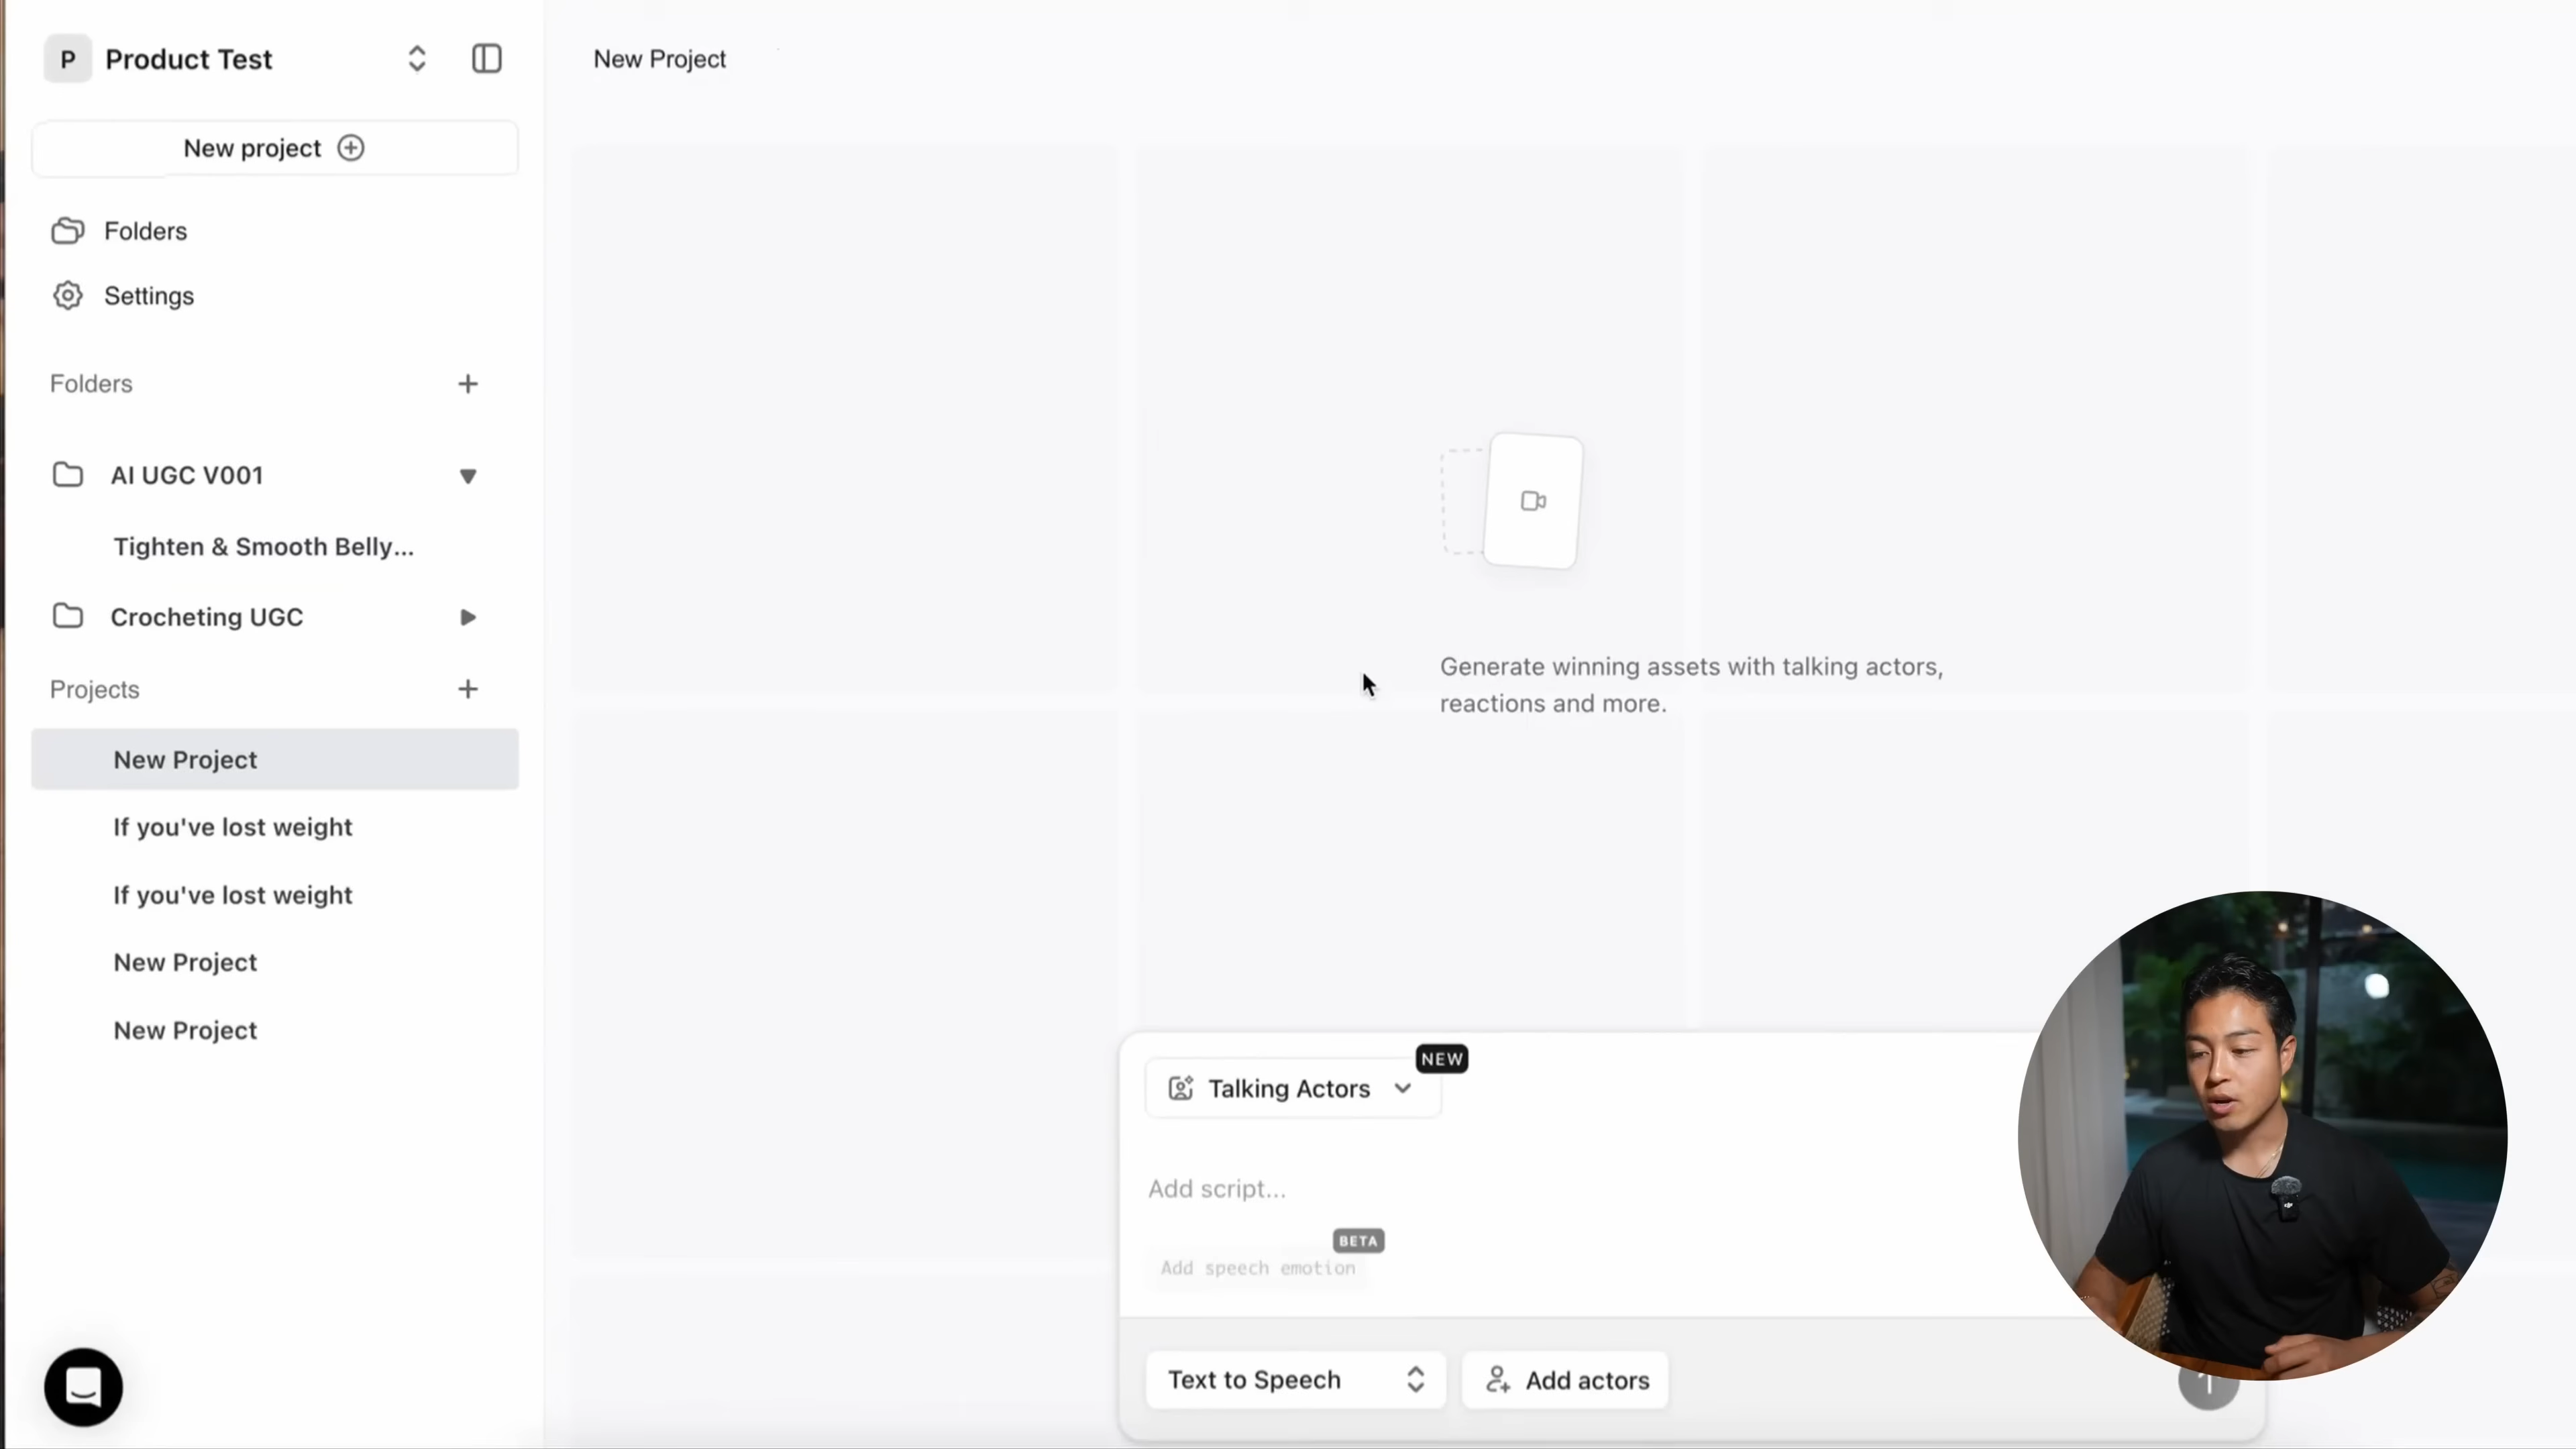 P Product Test
New project
Folders
Settings
Folders
AI UGC V001
Tighten & Smooth Belly...
Crocheting UGC
Projects
New Project
If you've lost weight
If you've lost weight
New Project
New Project
New Project
Generate winning assets with talking actors,
reactions and more.
NEW
Talking Actors
Add script...
BETA
Add speech emotion
Text to Speech
Add actors